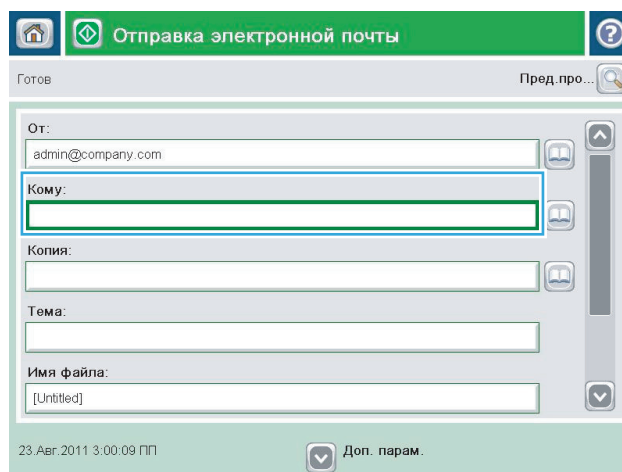 Отправка электронной почты
?
Готов
Пред.про...
От:
admin@company.com
Кому:
Копия:
Тема:
Имя файла:
[Untitled]
23.Авг.2011 3:00:09 ПП
Доп. парам.